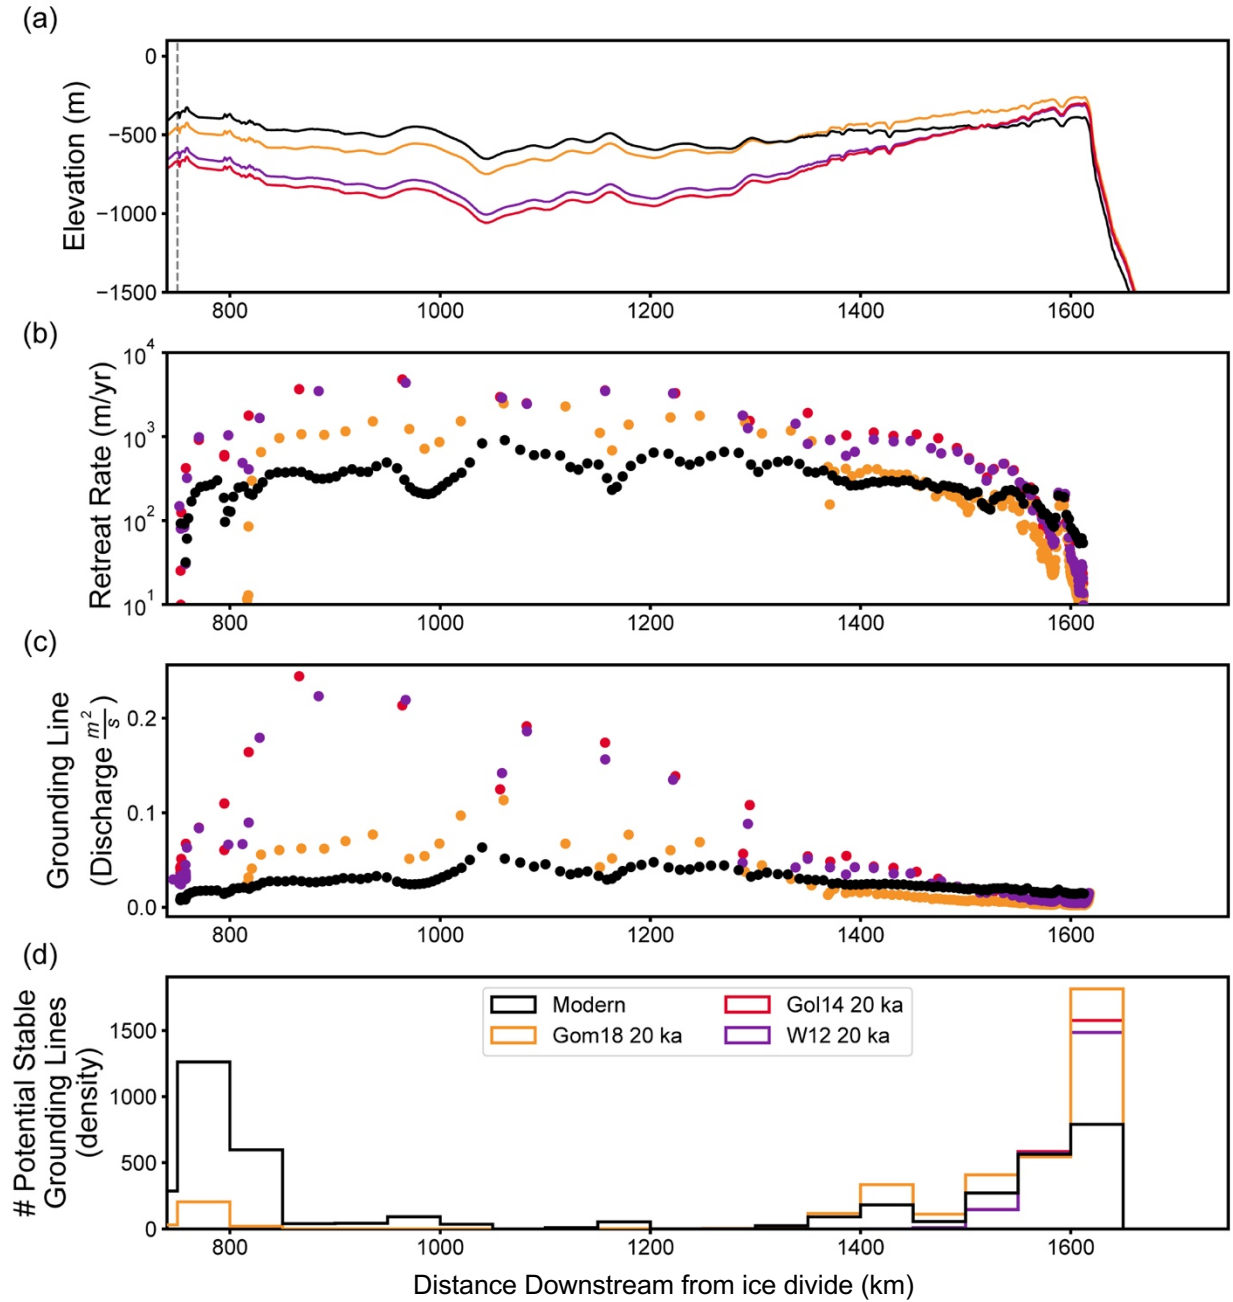 (a)
Elevation (m)
0
−500
−1000
−1500
800 1000 1200 1400 1600
(b)
Retreat Rate (m/yr)
10^4
10^3
10^2
10^1
800 1000 1200 1400 1600
(c)
Grounding Line
(Discharge m^2/s)
0.2
0.1
0.0
800 1000 1200 1400 1600
(d)
# Potential Stable
Grounding Lines
(density)
1500
1000
500
0
Modern Gol14 20 ka
Gom18 20 ka W12 20 ka
800 1000 1200 1400 1600
Distance Downstream from ice divide (km)